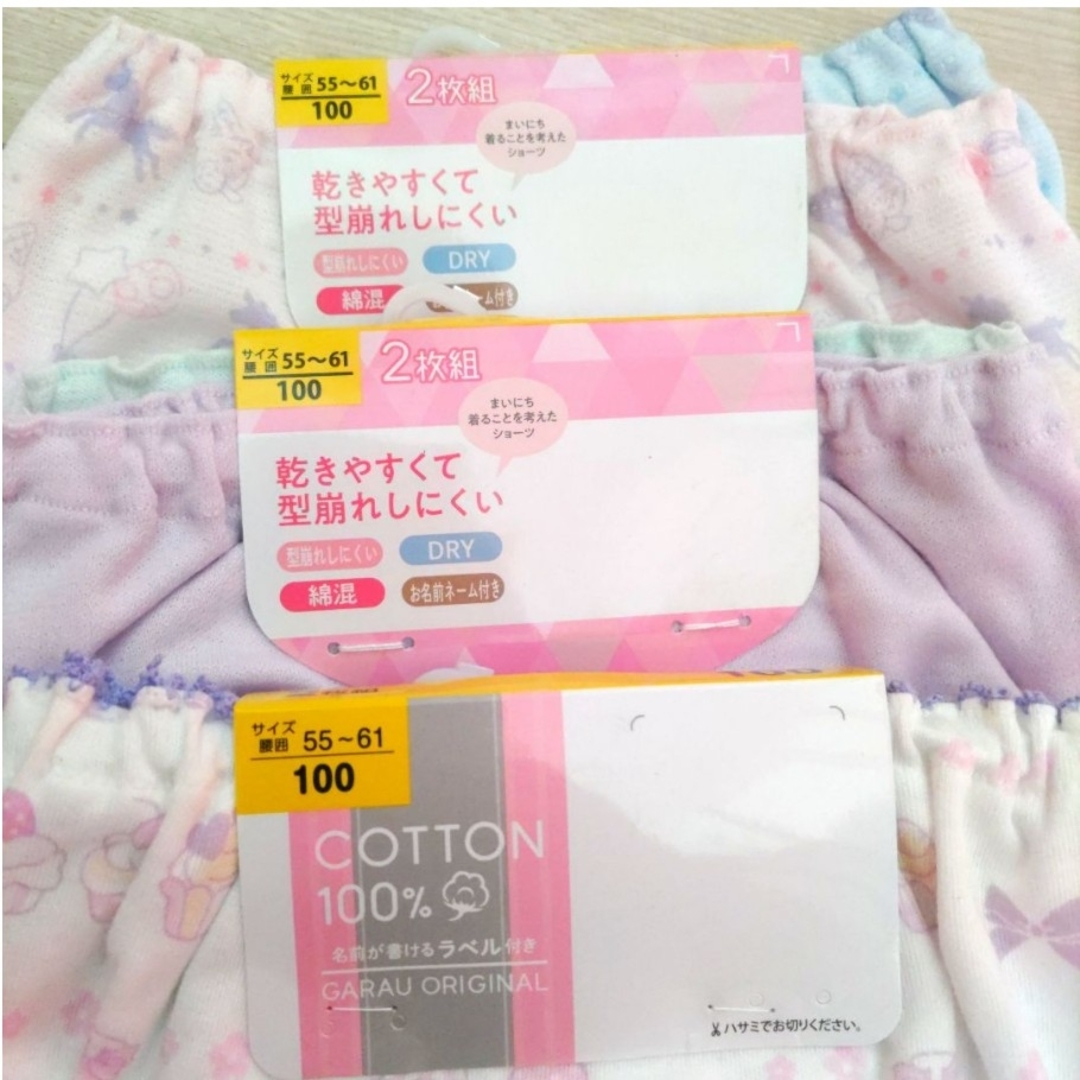 サイズ
腰囲 55～61
100
2枚組
まいにち
着ることを考えた
ショーツ
乾きやすくて
型崩れしにくい
型崩れしにくい
DRY
綿混
ーム付き
サイズ
腰囲 55～61
100
2枚組
まいにち
着ることを考えた
ショーツ
乾きやすくて
型崩れしにくい
型崩れしにくい
DRY
綿混
お名前ネーム付き
サイズ
腰囲 55～61
100
COTTON
100%
名前が書けるラベル付き
GARAU ORIGINAL
ハサミでお切りください。